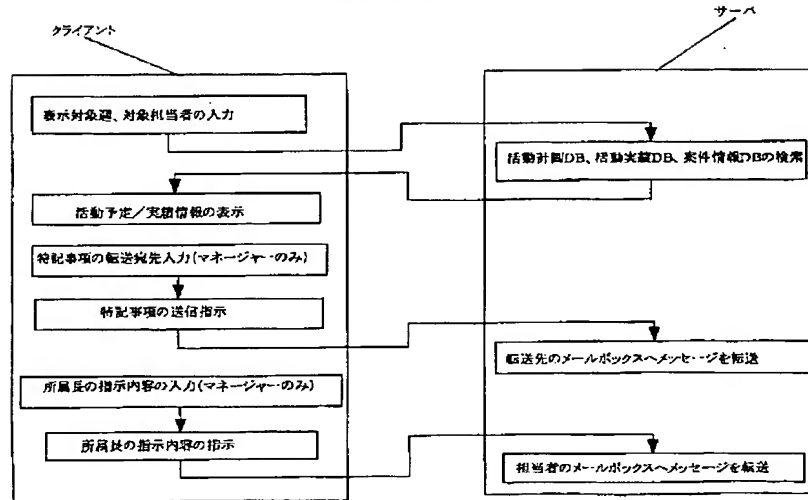 クライアント
サーバ
表示対象週、対象担当者の入力
活動計画DB、活動実績DB、案件情報DBの検索
活動予定／実績情報の表示
特記事項の転送宛先入力(マネージャーのみ)
特記事項の送信指示
転送先のメールボックスへメッセージを転送
所属長の指示内容の入力(マネージャーのみ)
所属長の指示内容の指示
担当者のメールボックスへメッセージを転送